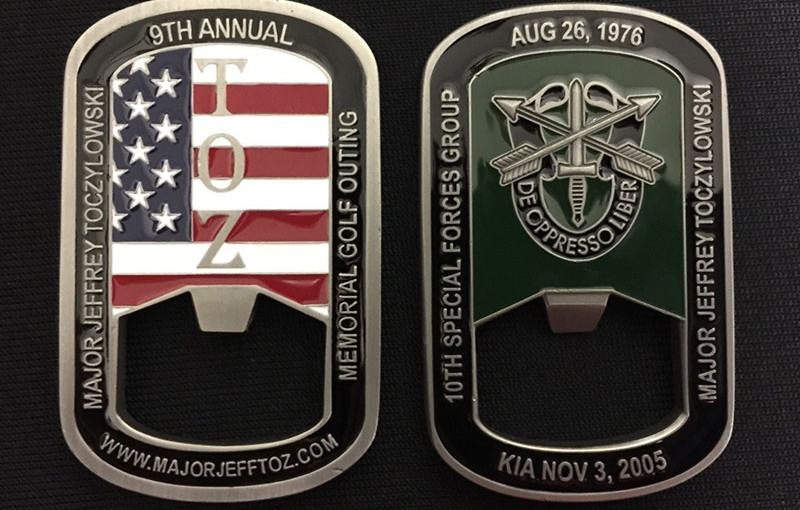 9TH ANNUAL
MAJOR JEFFREY TOCZYLOWSKI
TOZ
MEMORIAL GOLF OUTING
WWW.MAJORJEFFTOZ.COM
AUG 26, 1976
10TH SPECIAL FORCES GROUP
DE OPPRESSO LIBER
MAJOR JEFFREY TOCZYLOWSKI
KIA NOV 3, 2005